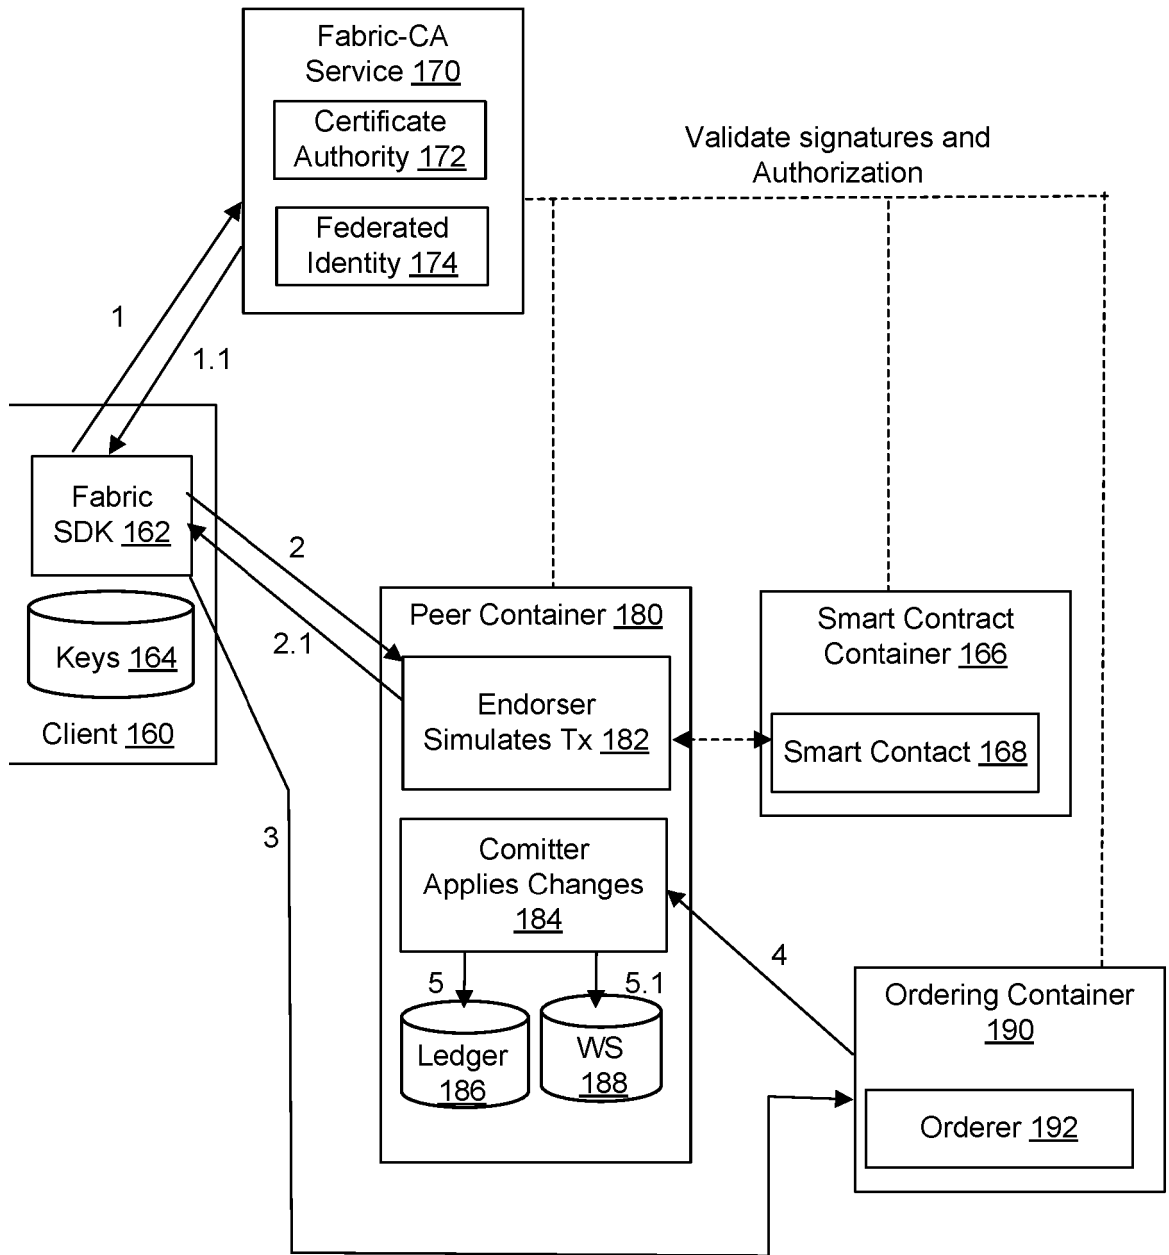 Fabric-CA
Service 170
Certificate
Authority 172
Federated
Identity 174
Validate signatures and
Authorization
1
1.1
Fabric
SDK 162
Keys 164
Client 160
2
2.1
3
Peer Container 180
Endorser
Simulates Tx 182
Smart Contract
Container 166
Smart Contact 168
Comitter
Applies Changes
184
4
5
5.1
Ledger
186
WS
188
Ordering Container
190
Orderer 192